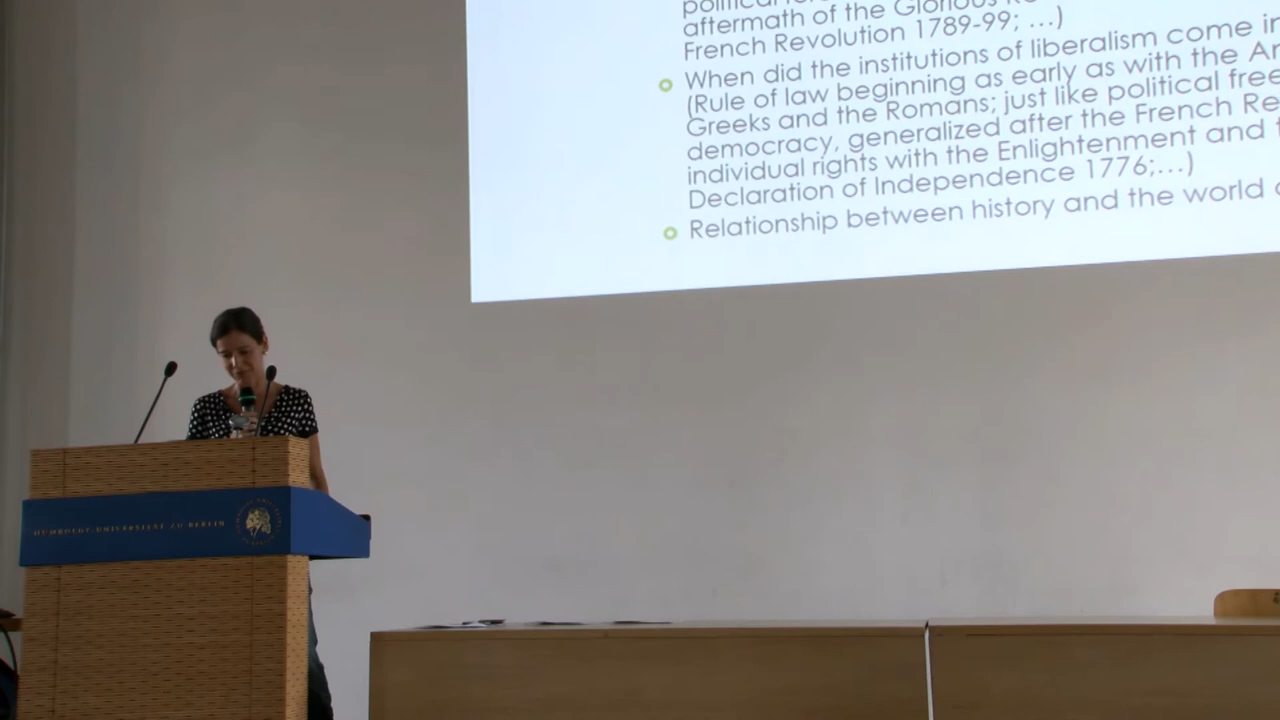 aftermath of the Glorious
French Revolution 1789-99; …)
When did the institutions of liberalism come in
(Rule of law beginning as early as with the
Greeks and the Romans; just like political
democracy, generalized after the French
individual rights with the Enlightenment and
Declaration of Independence 1776;…)
Relationship between history and the world
HUMBOLDT-UNIVERSITÄT ZU BERLIN